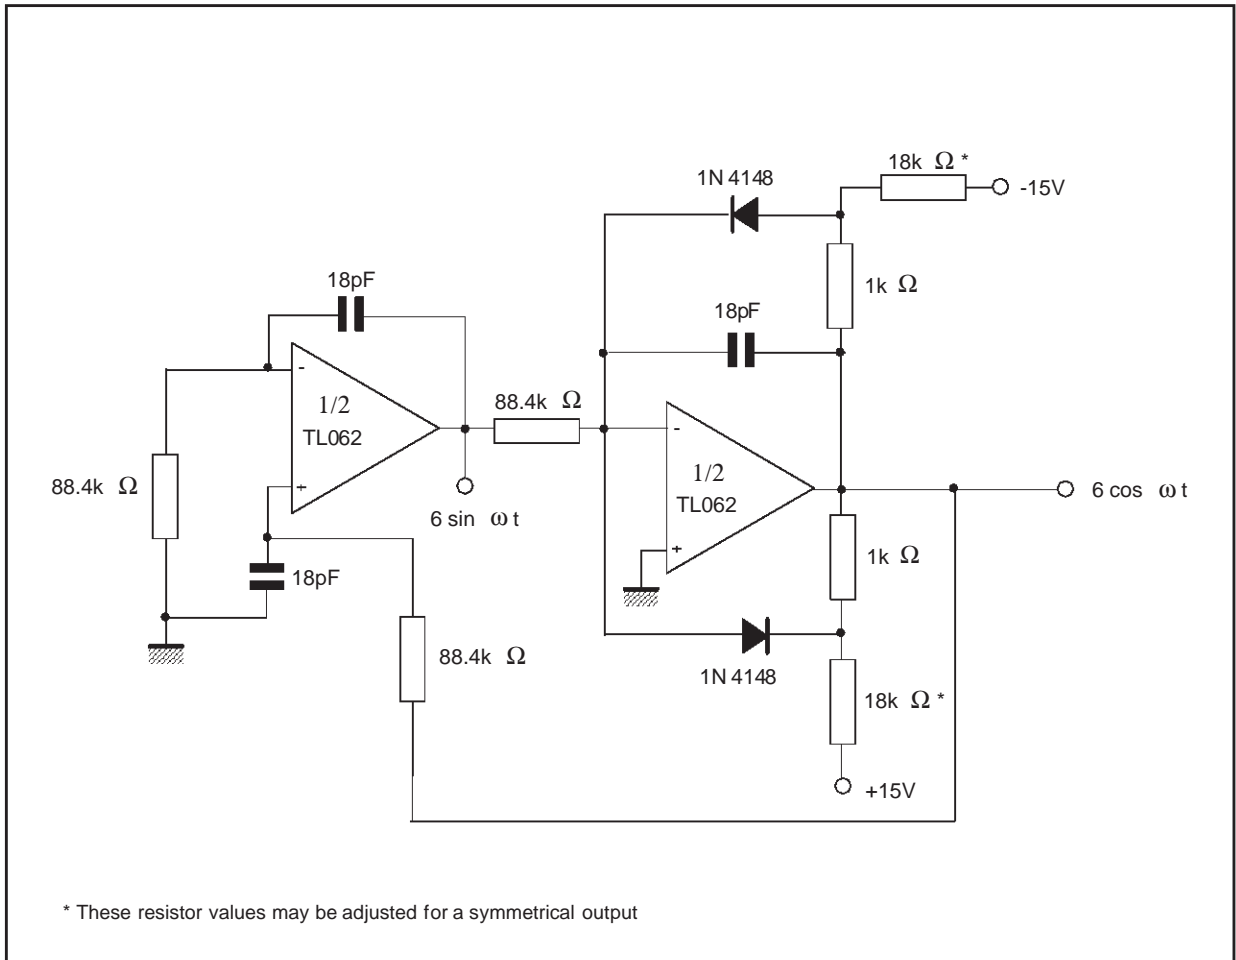 18k Ω *
1N 4148
-15V
18pF
1k Ω
18pF
-
1/2
TL062
88.4k Ω
-
88.4k Ω
+
1/2
TL062
6 cos ω t
6 sin ω t
+
18pF
1k Ω
88.4k Ω
1N 4148
18k Ω *
+15V
* These resistor values may be adjusted for a symmetrical output